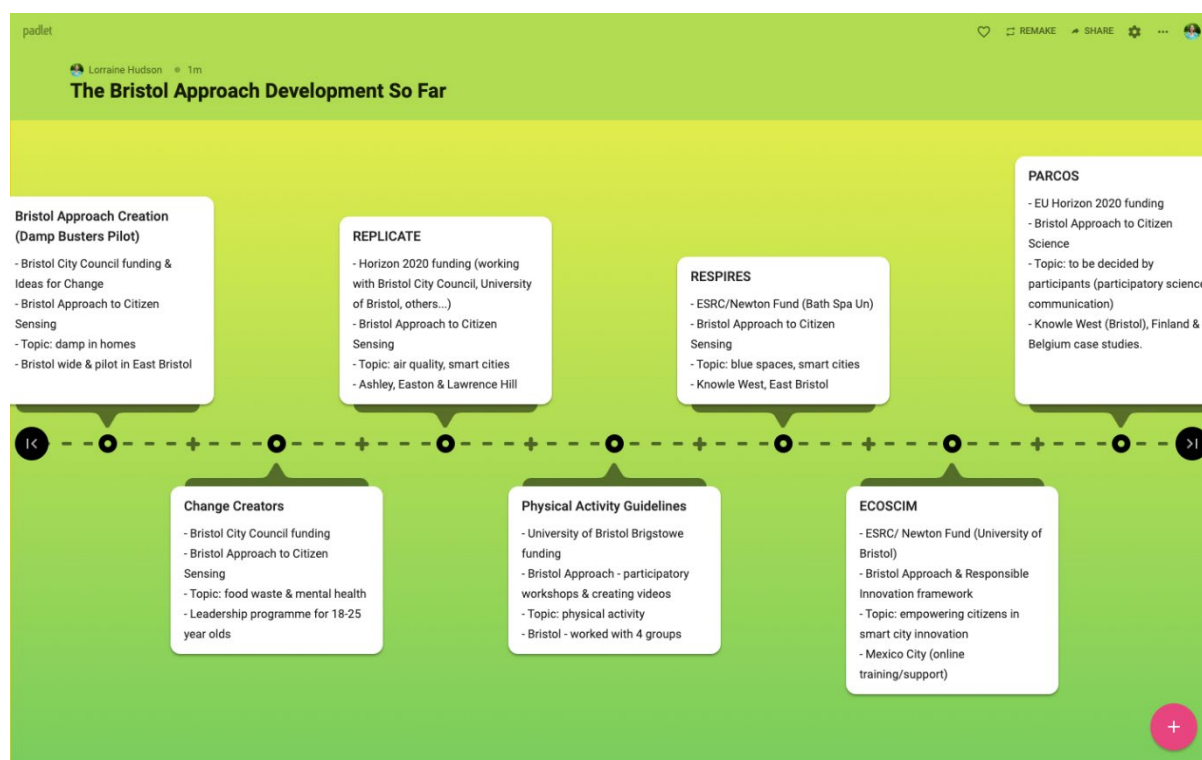 padlet
REMAKE
SHARE
Lorraine Hudson • 1m
The Bristol Approach Development So Far
Bristol Approach Creation
(Damp Busters Pilot)
- Bristol City Council funding &
Ideas for Change
- Bristol Approach to Citizen
Sensing
- Topic: damp in homes
- Bristol wide & pilot in East Bristol
Change Creators
- Bristol City Council funding
- Bristol Approach to Citizen
Sensing
- Topic: food waste & mental health
- Leadership programme for 18-25
year olds
REPLICATE
- Horizon 2020 funding (working
with Bristol City Council, University
of Bristol, others...)
- Bristol Approach to Citizen
Sensing
- Topic: air quality, smart cities
- Ashley, Easton & Lawrence Hill
Physical Activity Guidelines
- University of Bristol Brigstowe
funding
- Bristol Approach - participatory
workshops & creating videos
- Topic: physical activity
- Bristol - worked with 4 groups
RESPIRES
- ESRC/Newton Fund (Bath Spa Un)
- Bristol Approach to Citizen
Sensing
- Topic: blue spaces, smart cities
- Knowle West, East Bristol
ECOSCIM
- ESRC/ Newton Fund (University of
Bristol)
- Bristol Approach & Responsible
Innovation framework
- Topic: empowering citizens in
smart city innovation
- Mexico City (online
training/support)
PARCOS
- EU Horizon 2020 funding
- Bristol Approach to Citizen
Science
- Topic: to be decided by
participants (participatory science
communication)
- Knowle West (Bristol), Finland &
Belgium case studies.